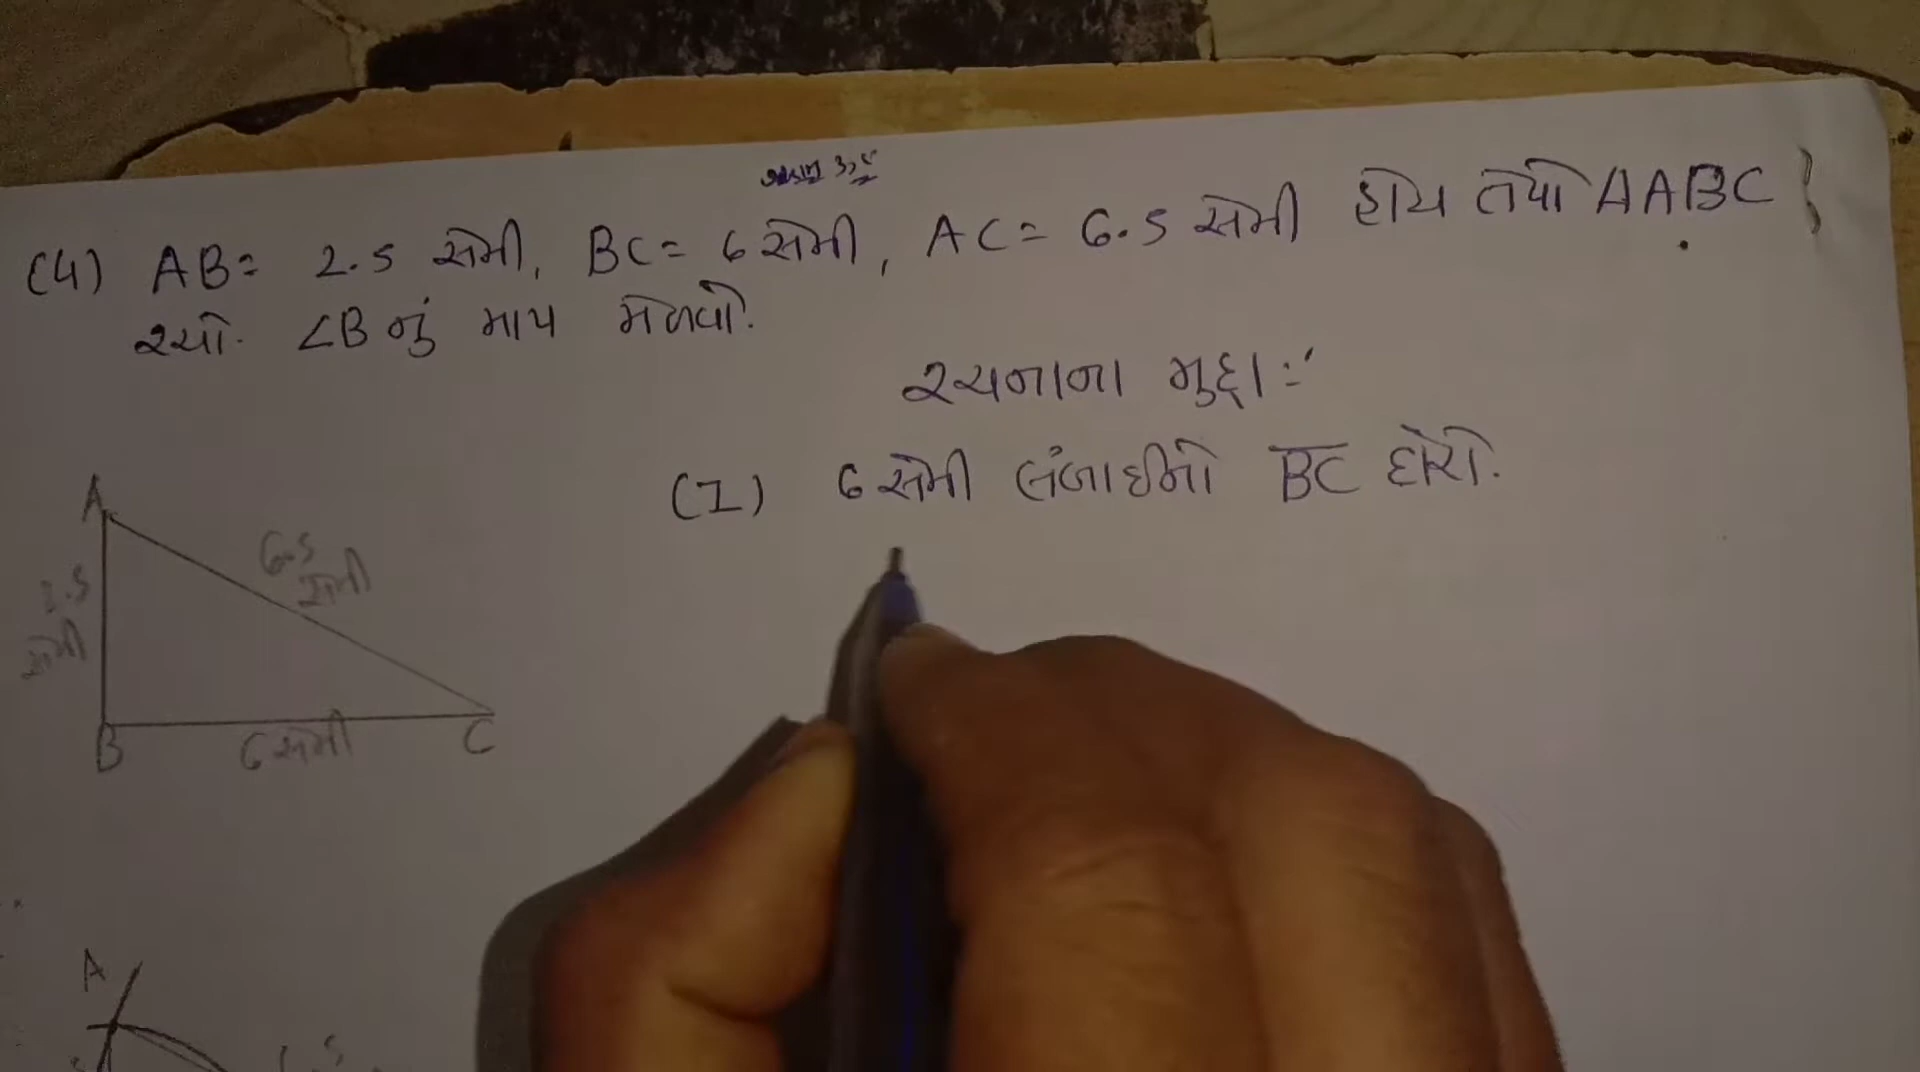 (4) AB= 2.5 સેમી, BC= 6 સેમી, AC= 6.5 સેમી હોય તેવો ΔABC
રચો. ∠B નું માપ મેળવો.
રચનાના મુદ્દા :-
(1) 6 સેમી લંબાઈનો BC દોરો.
A
6.5
સેમી
2.5
સેમી
B
6 સેમી
C
A